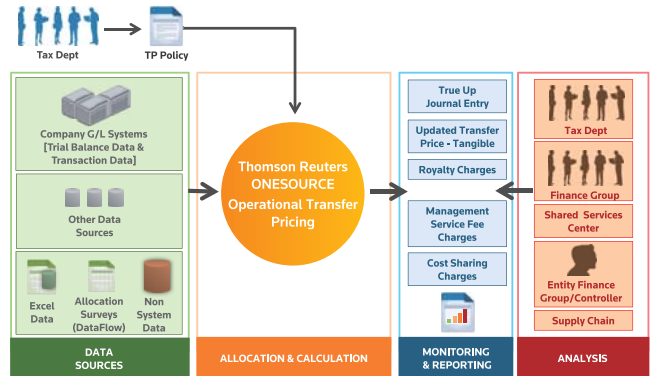 Tax Dept
TP Policy
Company G/L Systems
[Trial Balance Data &
Transaction Data]
Other Data
Sources
Excel
Data
Allocation
Surveys
(DataFlow)
Non
System
Data
DATA
SOURCES
Thomson Reuters
ONESOURCE
Operational Transfer
Pricing
ALLOCATION & CALCULATION
True Up
Journal Entry
Updated Transfer
Price - Tangible
Royalty Charges
Management
Service Fee
Charges
Cost Sharing
Charges
MONITORING
& REPORTING
Tax Dept
Finance Group
Shared Services
Center
Entity Finance
Group/Controller
Supply Chain
ANALYSIS